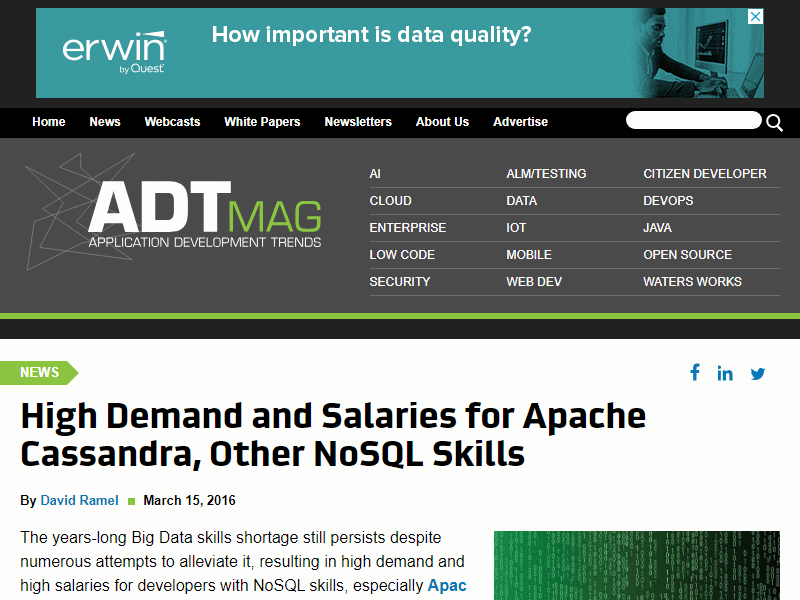 erwin
by Quest
How important is data quality?
Home News Webcasts White Papers Newsletters About Us Advertise
ADTMAG
APPLICATION DEVELOPMENT TRENDS
AI ALM/TESTING CITIZEN DEVELOPER
CLOUD DATA DEVOPS
ENTERPRISE IOT JAVA
LOW CODE MOBILE OPEN SOURCE
SECURITY WEB DEV WATERS WORKS
NEWS
High Demand and Salaries for Apache
Cassandra, Other NoSQL Skills
By David Ramel March 15, 2016
The years-long Big Data skills shortage still persists despite
numerous attempts to alleviate it, resulting in high demand and
high salaries for developers with NoSQL skills, especially Apac